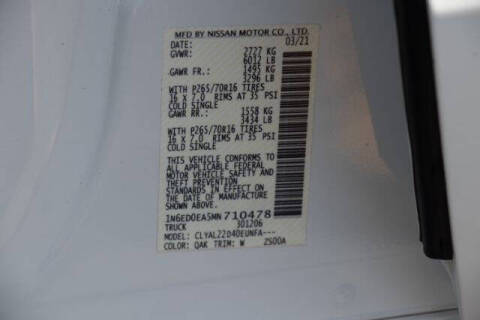 MFD BY NISSAN MOTOR CO., LTD.
DATE: 03/21
GVWR: 2727 KG
6012 LB
GAWR FR.: 1495 KG
3296 LB
WITH P265/70R16 TIRES
16 X 7.0 RIMS AT 35 PSI
COLD SINGLE
GAWR RR.: 1558 KG
3434 LB
WITH P265/70R16 TIRES
16 X 7.0 RIMS AT 35 PSI
COLD SINGLE
THIS VEHICLE CONFORMS TO
ALL APPLICABLE FEDERAL
MOTOR VEHICLE SAFETY
AND THEFT PREVENTION
STANDARDS IN EFFECT ON
THE DATE OF MANUFACTURE
SHOWN ABOVE.
1N6ED0EA5MN710478
TRUCK 301206
MODEL: CLYAL22D40EUNFA---
COLOR: QAK TRIM: W 2500A